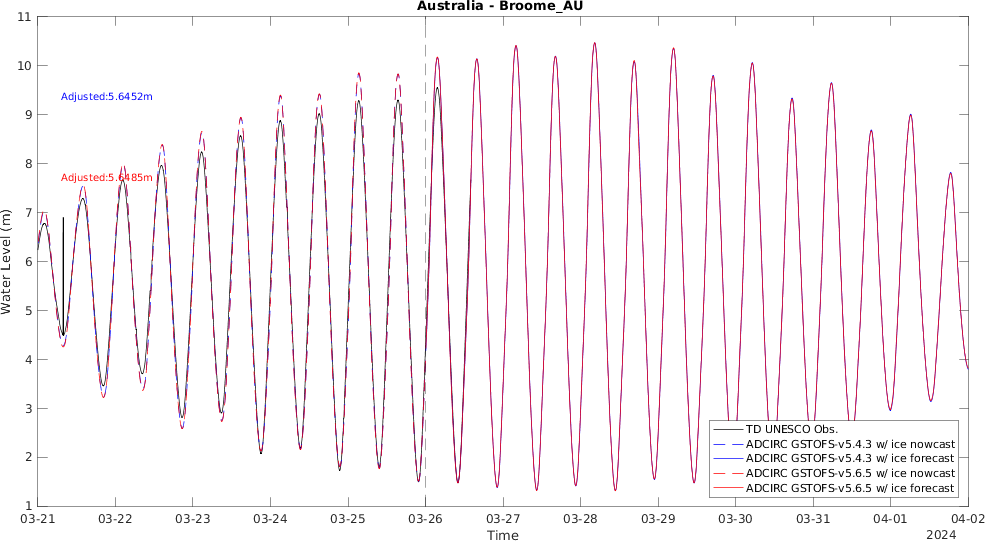 Australia - Broome_AU
11
10
9
8
7
6
5
4
3
2
1
Water Level (m)
Adjusted:5.6452m
Adjusted:5.6485m
TD UNESCO Obs.
ADCIRC GSTOFS-v5.4.3 w/ ice nowcast
ADCIRC GSTOFS-v5.4.3 w/ ice forecast
ADCIRC GSTOFS-v5.6.5 w/ ice nowcast
ADCIRC GSTOFS-v5.6.5 w/ ice forecast
03-21 03-22 03-23 03-24 03-25 03-26 03-27 03-28 03-29 03-30 03-31 04-01 04-02
Time
2024